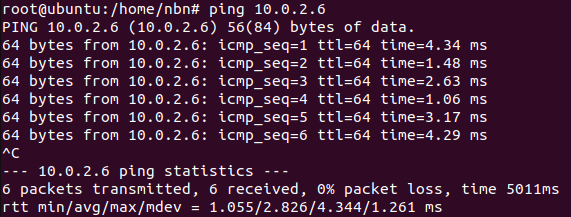 root@ubuntu:/home/nbn# ping 10.0.2.6
PING 10.0.2.6 (10.0.2.6) 56(84) bytes of data.
64 bytes from 10.0.2.6: icmp_seq=1 ttl=64 time=4.34 ms
64 bytes from 10.0.2.6: icmp_seq=2 ttl=64 time=1.48 ms
64 bytes from 10.0.2.6: icmp_seq=3 ttl=64 time=2.63 ms
64 bytes from 10.0.2.6: icmp_seq=4 ttl=64 time=1.06 ms
64 bytes from 10.0.2.6: icmp_seq=5 ttl=64 time=3.17 ms
64 bytes from 10.0.2.6: icmp_seq=6 ttl=64 time=4.29 ms
^C
--- 10.0.2.6 ping statistics ---
6 packets transmitted, 6 received, 0% packet loss, time 5011ms
rtt min/avg/max/mdev = 1.055/2.826/4.344/1.261 ms